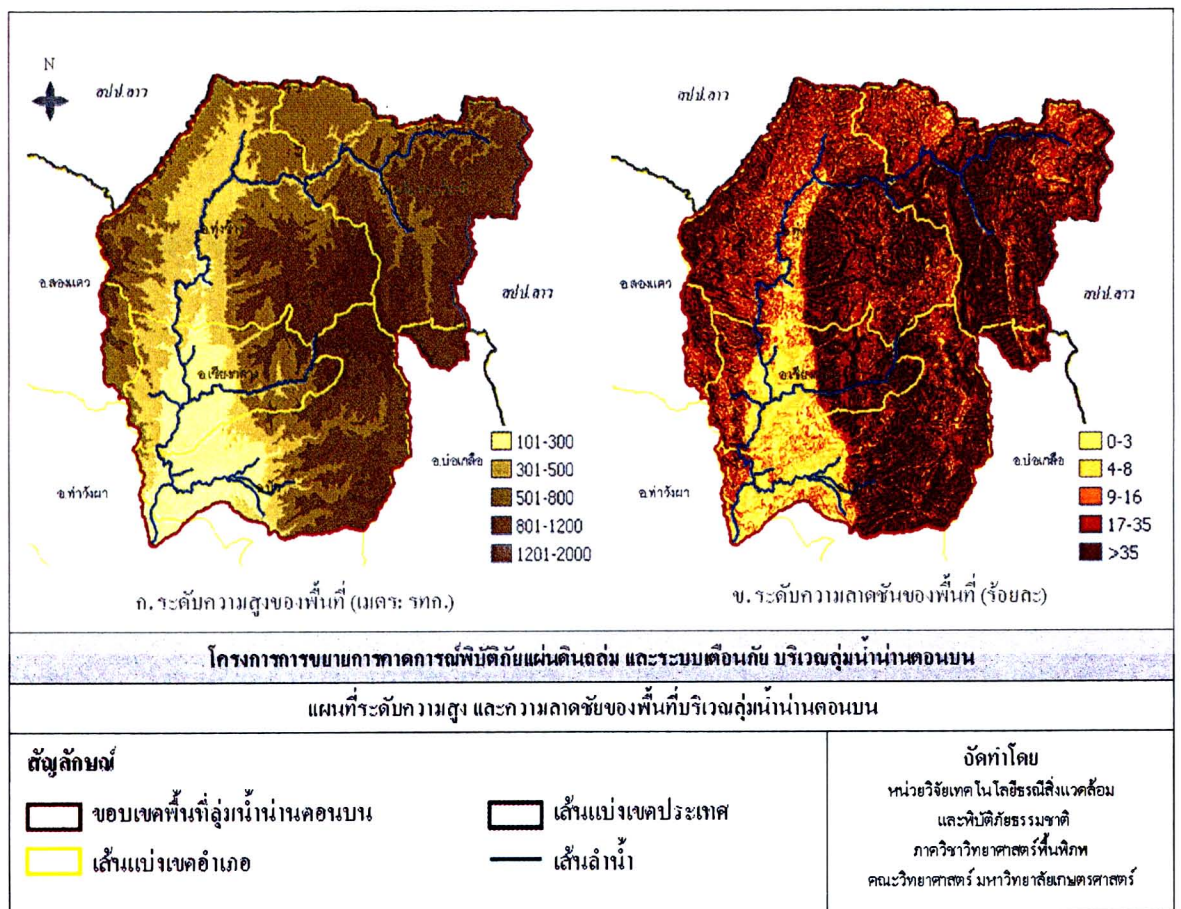 N
สปป.ลาว
อ.สองแคว
สปป.ลาว
อ.บ่อเกลือ
อ.ท่าวังผา
101-300
301-500
501-800
801-1200
1201-2000
ก. ระดับความสูงของพื้นที่ (เมตร: รทก.)
สปป.ลาว
อ.สองแคว
สปป.ลาว
อ.บ่อเกลือ
อ.ท่าวังผา
0-3
4-8
9-16
17-35
>35
ข. ระดับความลาดชันของพื้นที่ (ร้อยละ)
โครงการการขยายการคาดการณ์พิบัติภัยแผ่นดินถล่ม และระบบเตือนภัย บริเวณลุ่มน้ำน่านตอนบน
แผนที่ระดับความสูง และความลาดชัยของพื้นที่บริเวณลุ่มน้ำน่านตอนบน
สัญลักษณ์
ขอบเขตพื้นที่ลุ่มน้ำน่านตอนบน
เส้นแบ่งเขตประเทศ
เส้นแบ่งเขตอำเภอ
เส้นลำน้ำ
จัดทำโดย
หน่วยวิจัยเทคโนโลยีธรณีสิ่งแวดล้อม
และพิบัติภัยธรรมชาติ
ภาควิชาวิทยาศาสตร์พื้นพิภพ
คณะวิทยาศาสตร์ มหาวิทยาลัยเกษตรศาสตร์